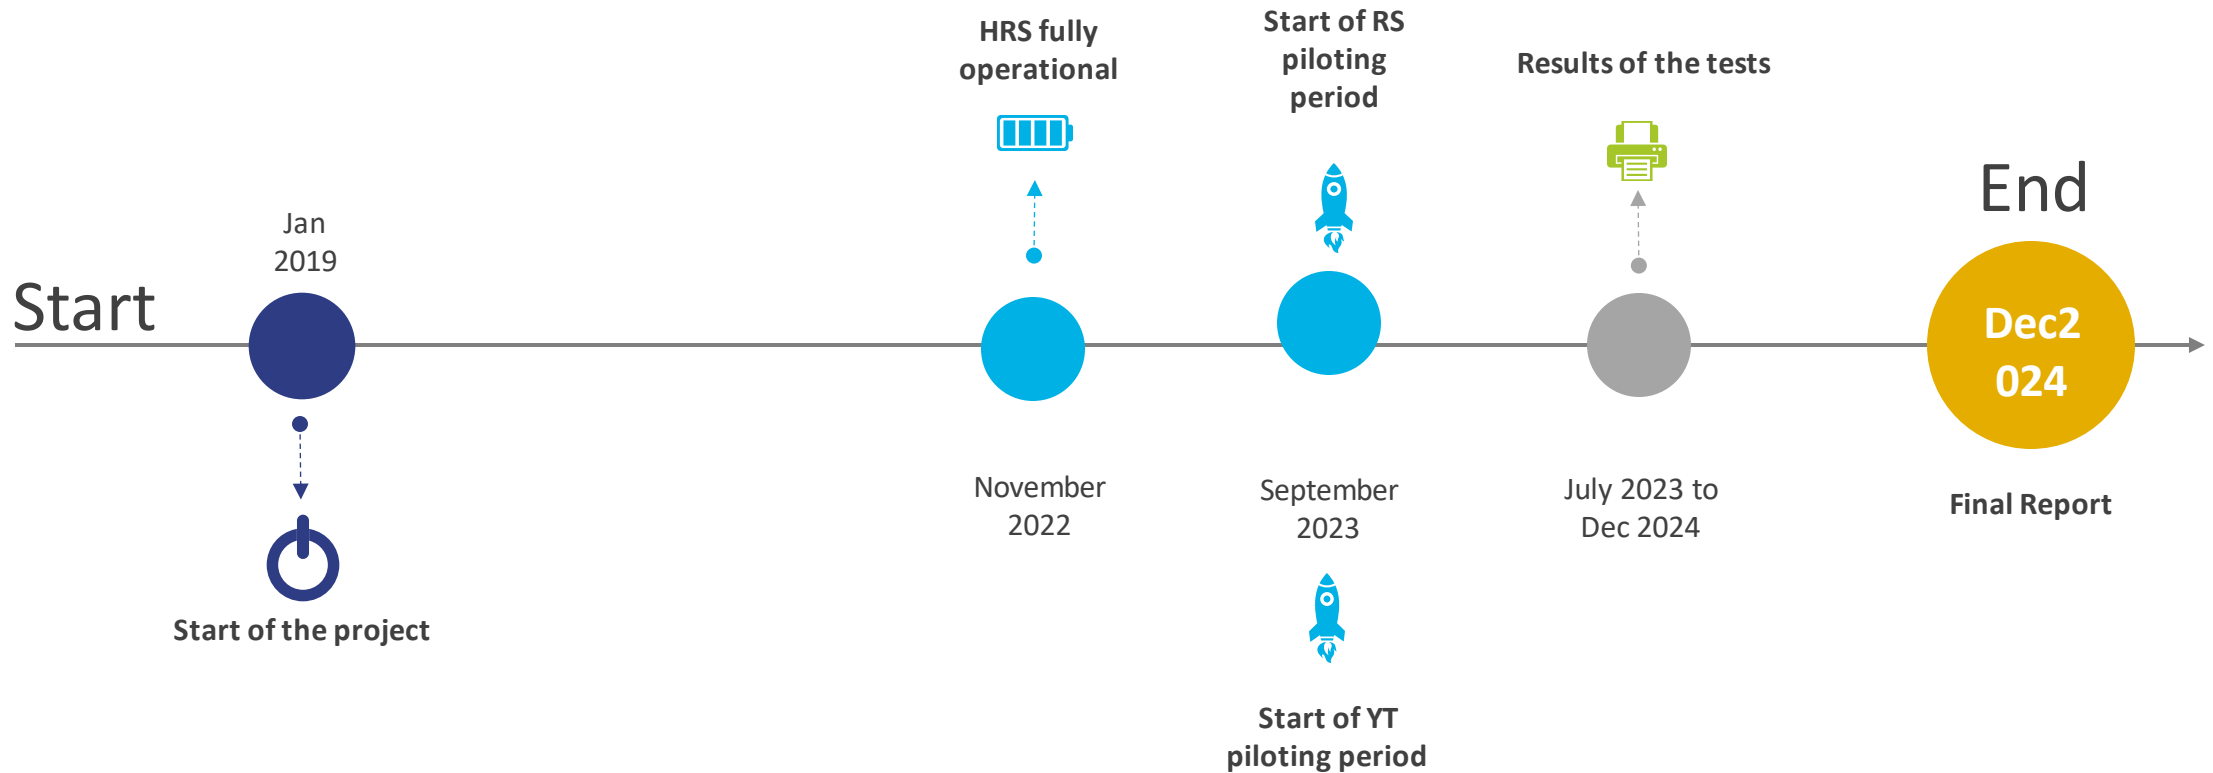 Start
Jan
2019
Start of the project
HRS fully
operational
November
2022
Start of RS
piloting
period
September
2023
Start of YT
piloting period
Results of the tests
July 2023 to
Dec 2024
End
Dec2
024
Final Report